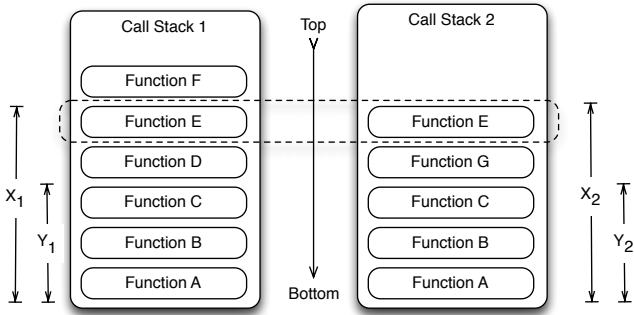 Call Stack 1
Top
Call Stack 2
Function F
Function E
Function E
Function D
Function G
X1
Function C
Function C
X2
Y1
Function B
Function B
Y2
Function A
Bottom
Function A